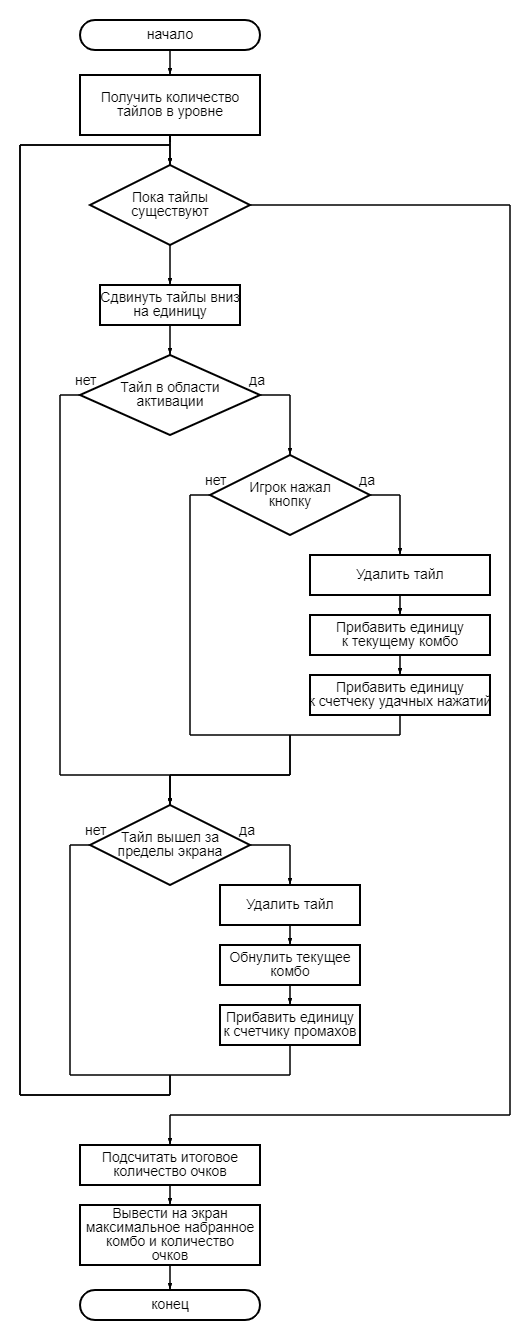 начало
Получить количество
тайлов в уровне
Пока тайлы
существуют
Сдвинуть тайлы вниз
на единицу
нет
да
Тайл в области
активации
нет
да
Игрок нажал
кнопку
Удалить тайл
Прибавить единицу
к текущему комбо
Прибавить единицу
к счетчеку удачных нажатий
нет
да
Тайл вышел за
пределы экрана
Удалить тайл
Обнулить текущее
комбо
Прибавить единицу
к счетчику промахов
Подсчитать итоговое
количество очков
Вывести на экран
максимальное набранное
комбо и количество
очков
конец